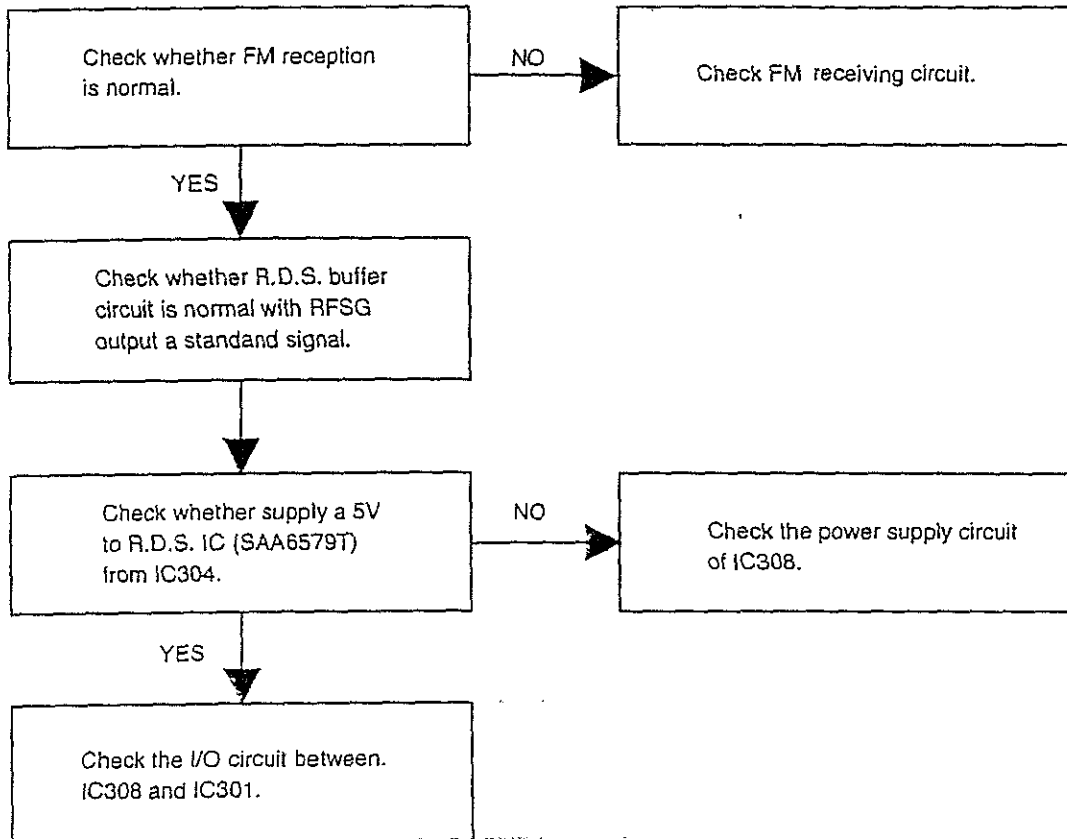 Check whether FM reception
is normal.
NO
Check FM receiving circuit.
YES
Check whether R.D.S. buffer
circuit is normal with RFSG
output a standand signal.
Check whether supply a 5V
to R.D.S. IC (SAA6579T)
from IC304.
NO
Check the power supply circuit
of IC308.
YES
Check the I/O circuit between.
IC308 and IC301.